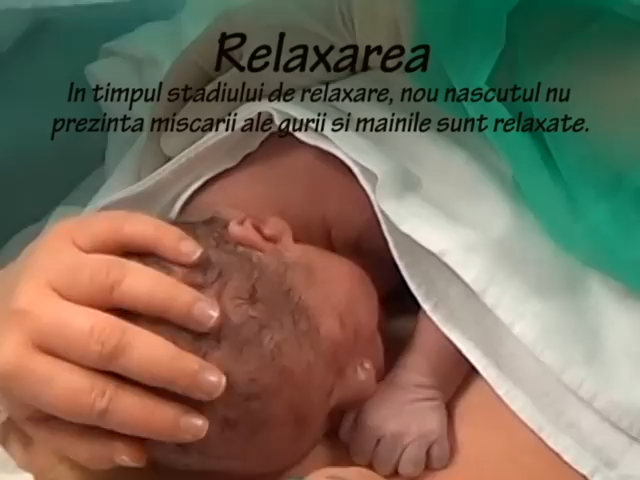 Relaxarea
In timpul stadiului de relaxare, nou nascutul nu
prezinta miscarii ale gurii si mainile sunt relaxate.